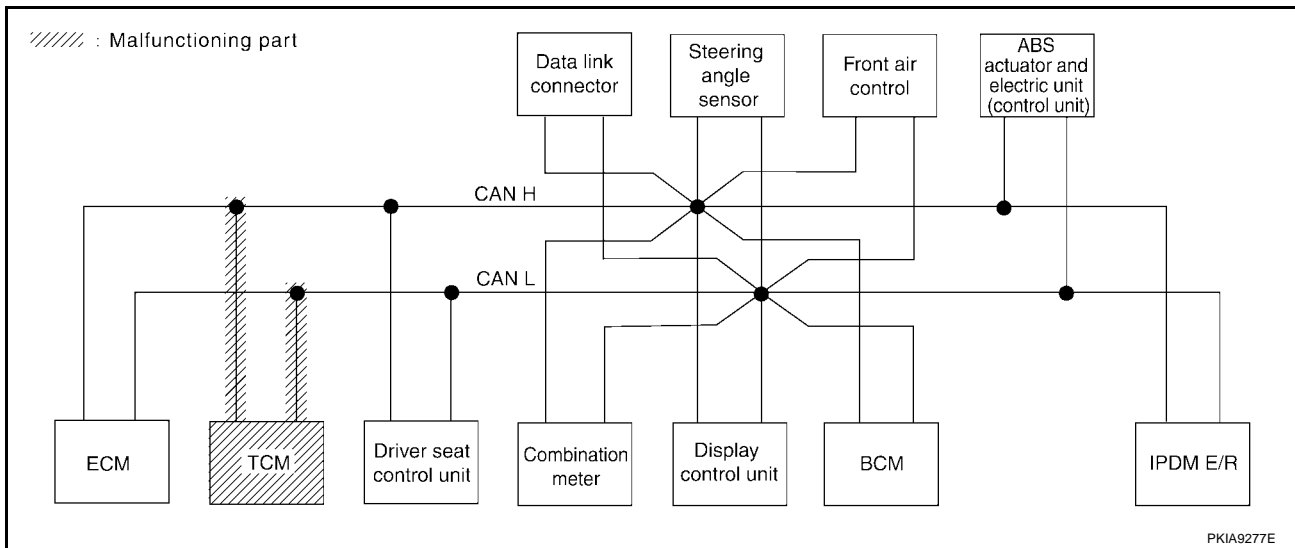 : Malfunctioning part
Data link
connector
Steering
angle
sensor
Front air
control
ABS
actuator and
electric unit
(control unit)
CAN H
CAN L
ECM
TCM
Driver seat
control unit
Combination
meter
Display
control unit
BCM
IPDM E/R
PKIA9277E